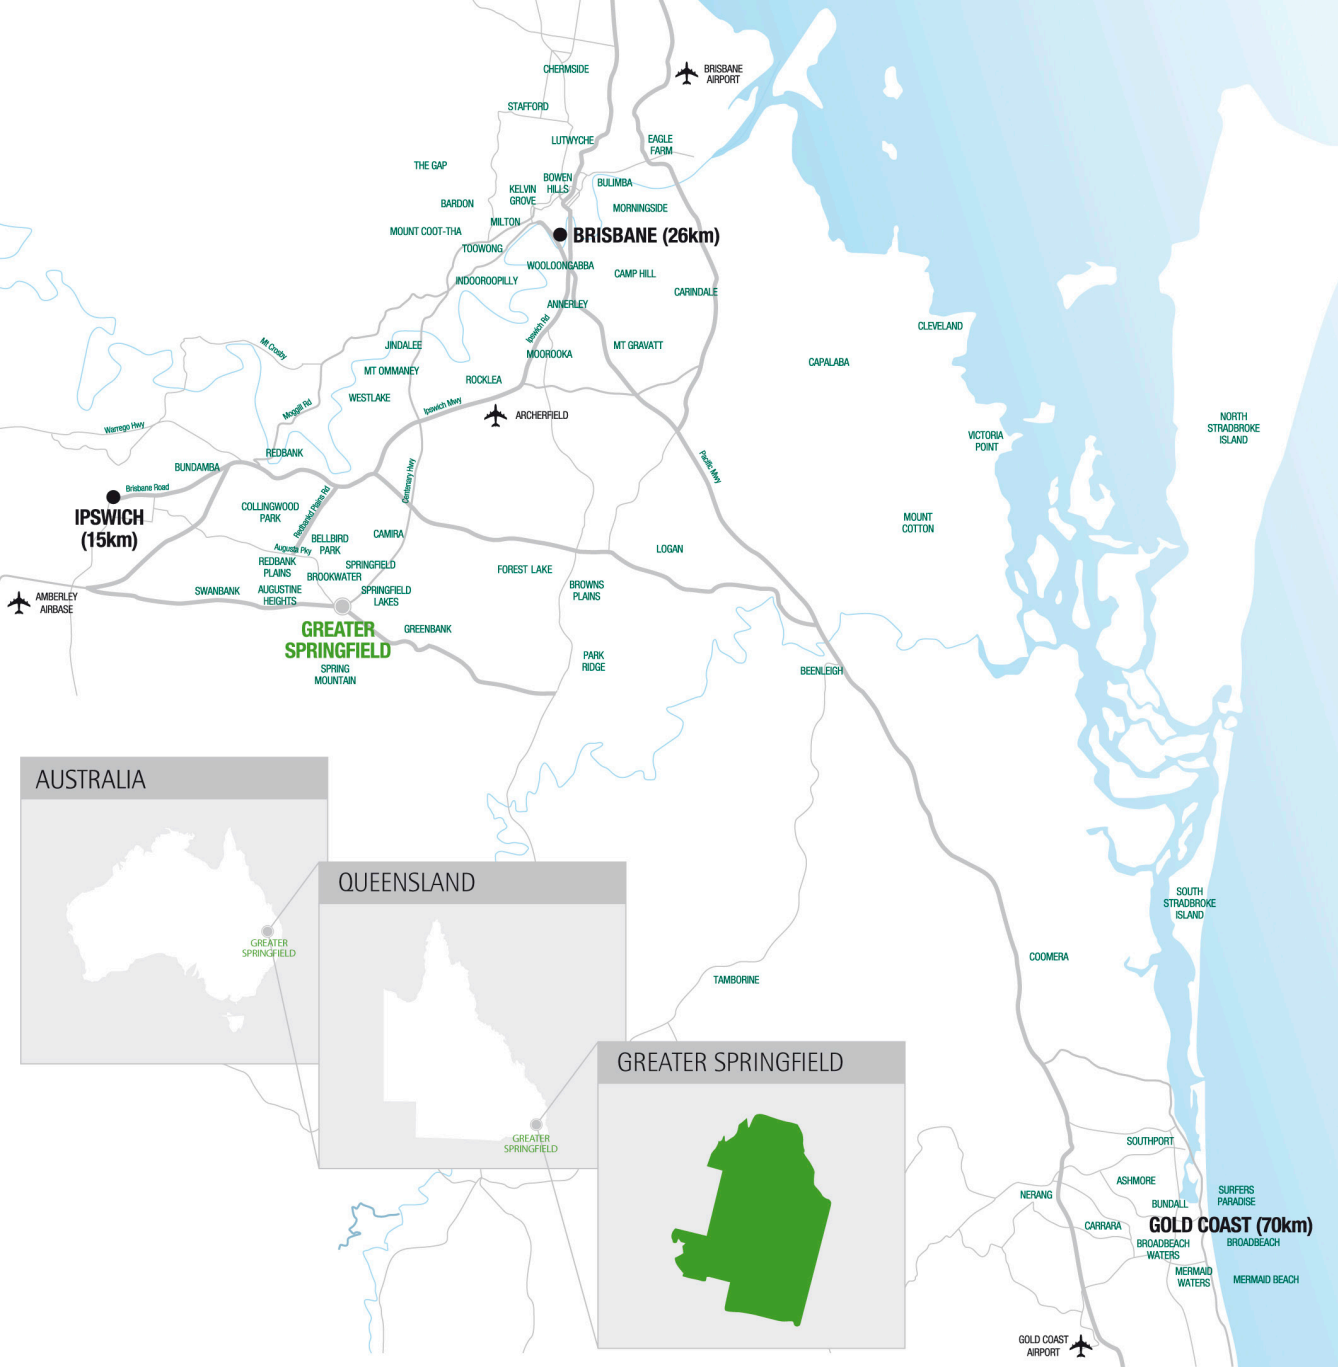 CHERMSIDE
BRISBANE
AIRPORT
STAFFORD
LUTWYCHE
EAGLE
FARM
THE GAP
BOWEN
HILLS
BULIMBA
KELVIN
GROVE
BARDON
MORNINGSIDE
MILTON
MOUNT COOT-THA
BRISBANE (26km)
TOOWONG
WOOLOONGABBA
CAMP HILL
INDOOROOPILLY
CARINDALE
ANNERLEY
Ipswich Rd
CLEVELAND
Mt Crosby
JINDALEE
MOOROOKA
MT GRAVATT
CAPALABA
MT OMMANEY
ROCKLEA
WESTLAKE
Ipswich Mwy
Moggill Rd
ARCHERFIELD
NORTH
STRADBROKE
ISLAND
Warrego Hwy
VICTORIA
POINT
REDBANK
BUNDAMBA
Centenary Hwy
Pacific Mwy
Brisbane Road
IPSWICH
(15km)
COLLINGWOOD
PARK
Redbankd Plains Rd
MOUNT
COTTON
BELLBIRD
PARK
CAMIRA
Augusta Pky
LOGAN
REDBANK
PLAINS
SPRINGFIELD
BROOKWATER
FOREST LAKE
SWANBANK
AUGUSTINE
HEIGHTS
SPRINGFIELD
LAKES
BROWNS
PLAINS
AMBERLEY
AIRBASE
GREATER
SPRINGFIELD
GREENBANK
SPRING
MOUNTAIN
PARK
RIDGE
BEENLEIGH
AUSTRALIA
GREATER
SPRINGFIELD
QUEENSLAND
GREATER
SPRINGFIELD
GREATER SPRINGFIELD
SOUTH
STRADBROKE
ISLAND
COOMERA
TAMBORINE
SOUTHPORT
ASHMORE
NERANG
BUNDALL
SURFERS
PARADISE
CARRARA
GOLD COAST (70km)
BROADBEACH
WATERS
BROADBEACH
MERMAID
WATERS
MERMAID BEACH
GOLD COAST
AIRPORT